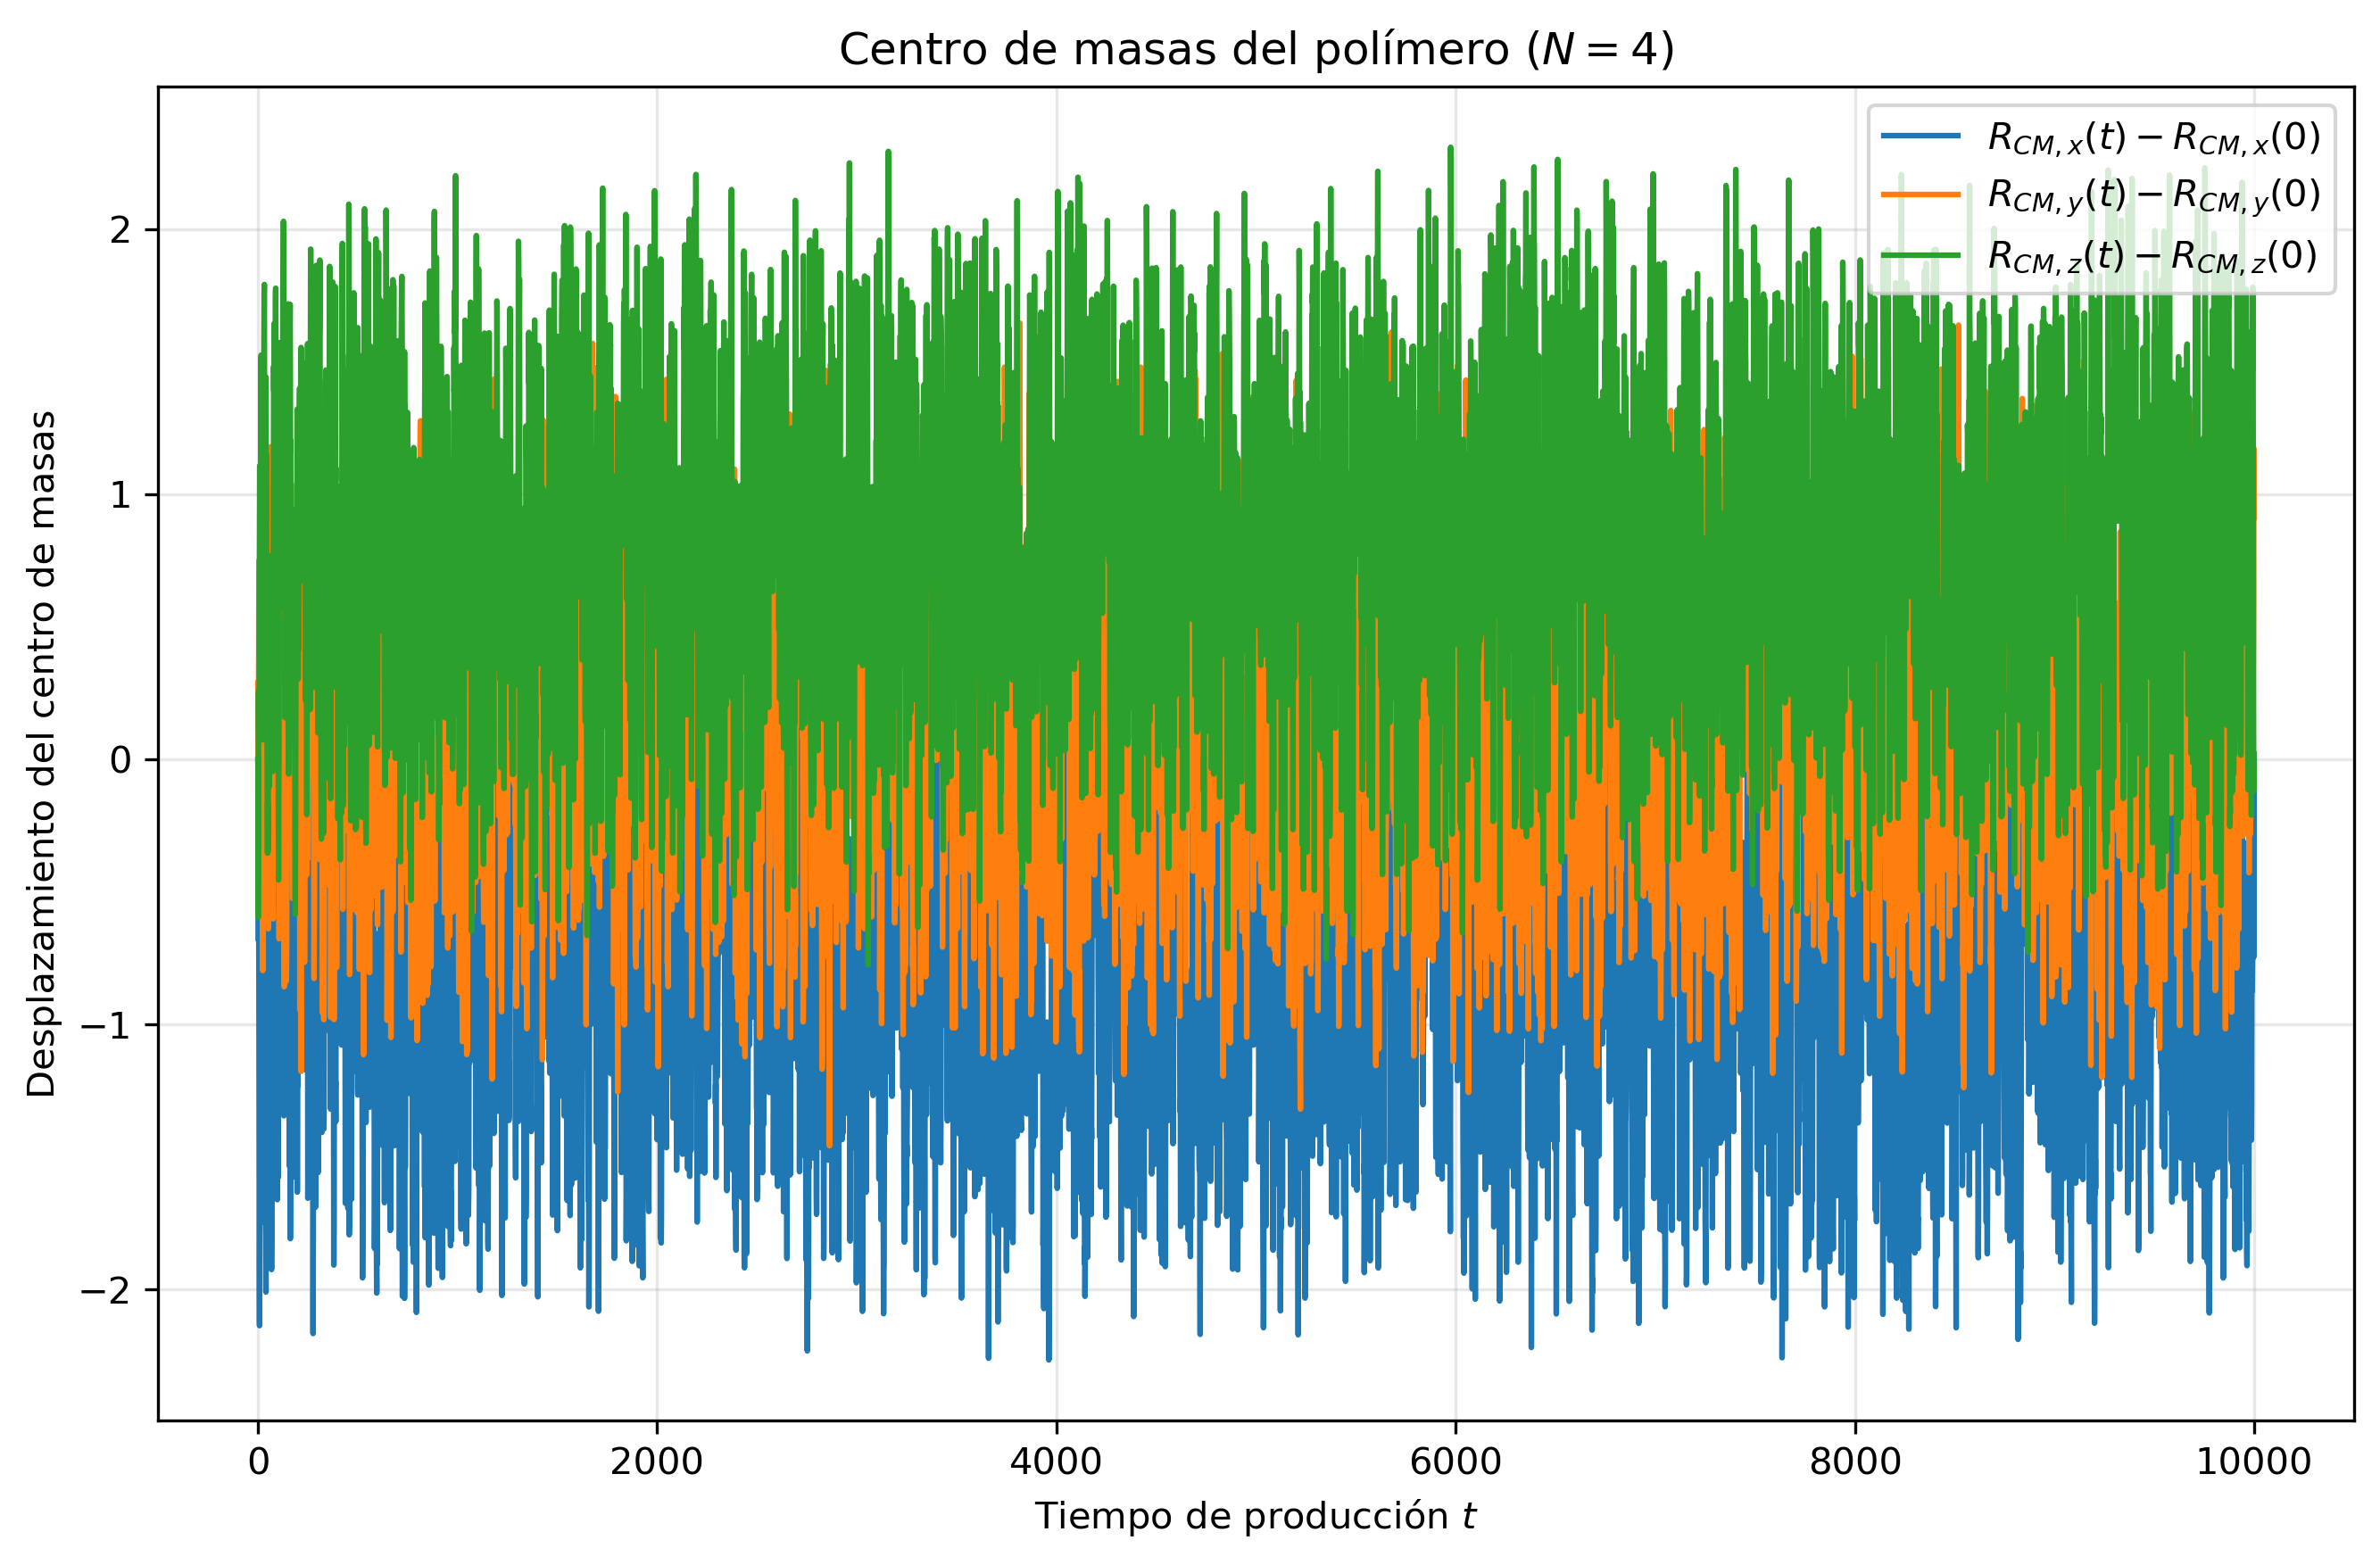 Centro de masas del polímero (N = 4)
R_{CM,x}(t) − R_{CM,x}(0)
R_{CM,y}(t) − R_{CM,y}(0)
R_{CM,z}(t) − R_{CM,z}(0)
Desplazamiento del centro de masas
2
1
0
−1
−2
0 2000 4000 6000 8000 10000
Tiempo de producción t